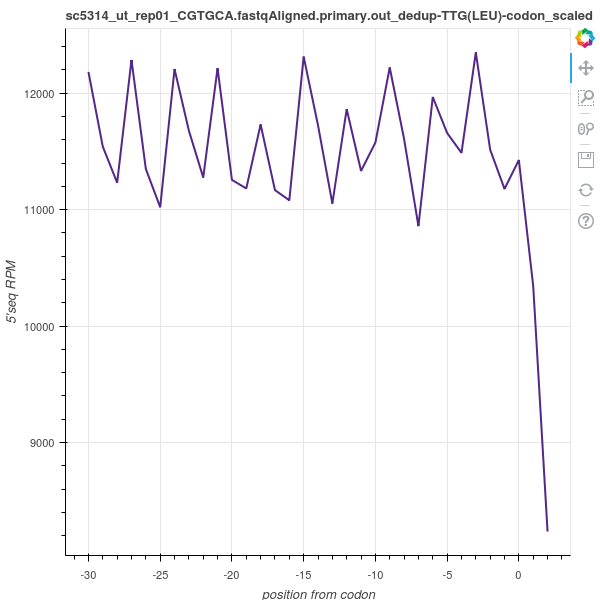 sc5314_ut_rep01_CGTGCA.fastqAligned.primary.out_dedup-TTG(LEU)-codon_scaled
12000
11000
10000
9000
5'seq RPM
-30 -25 -20 -15 -10 -5 0
position from codon